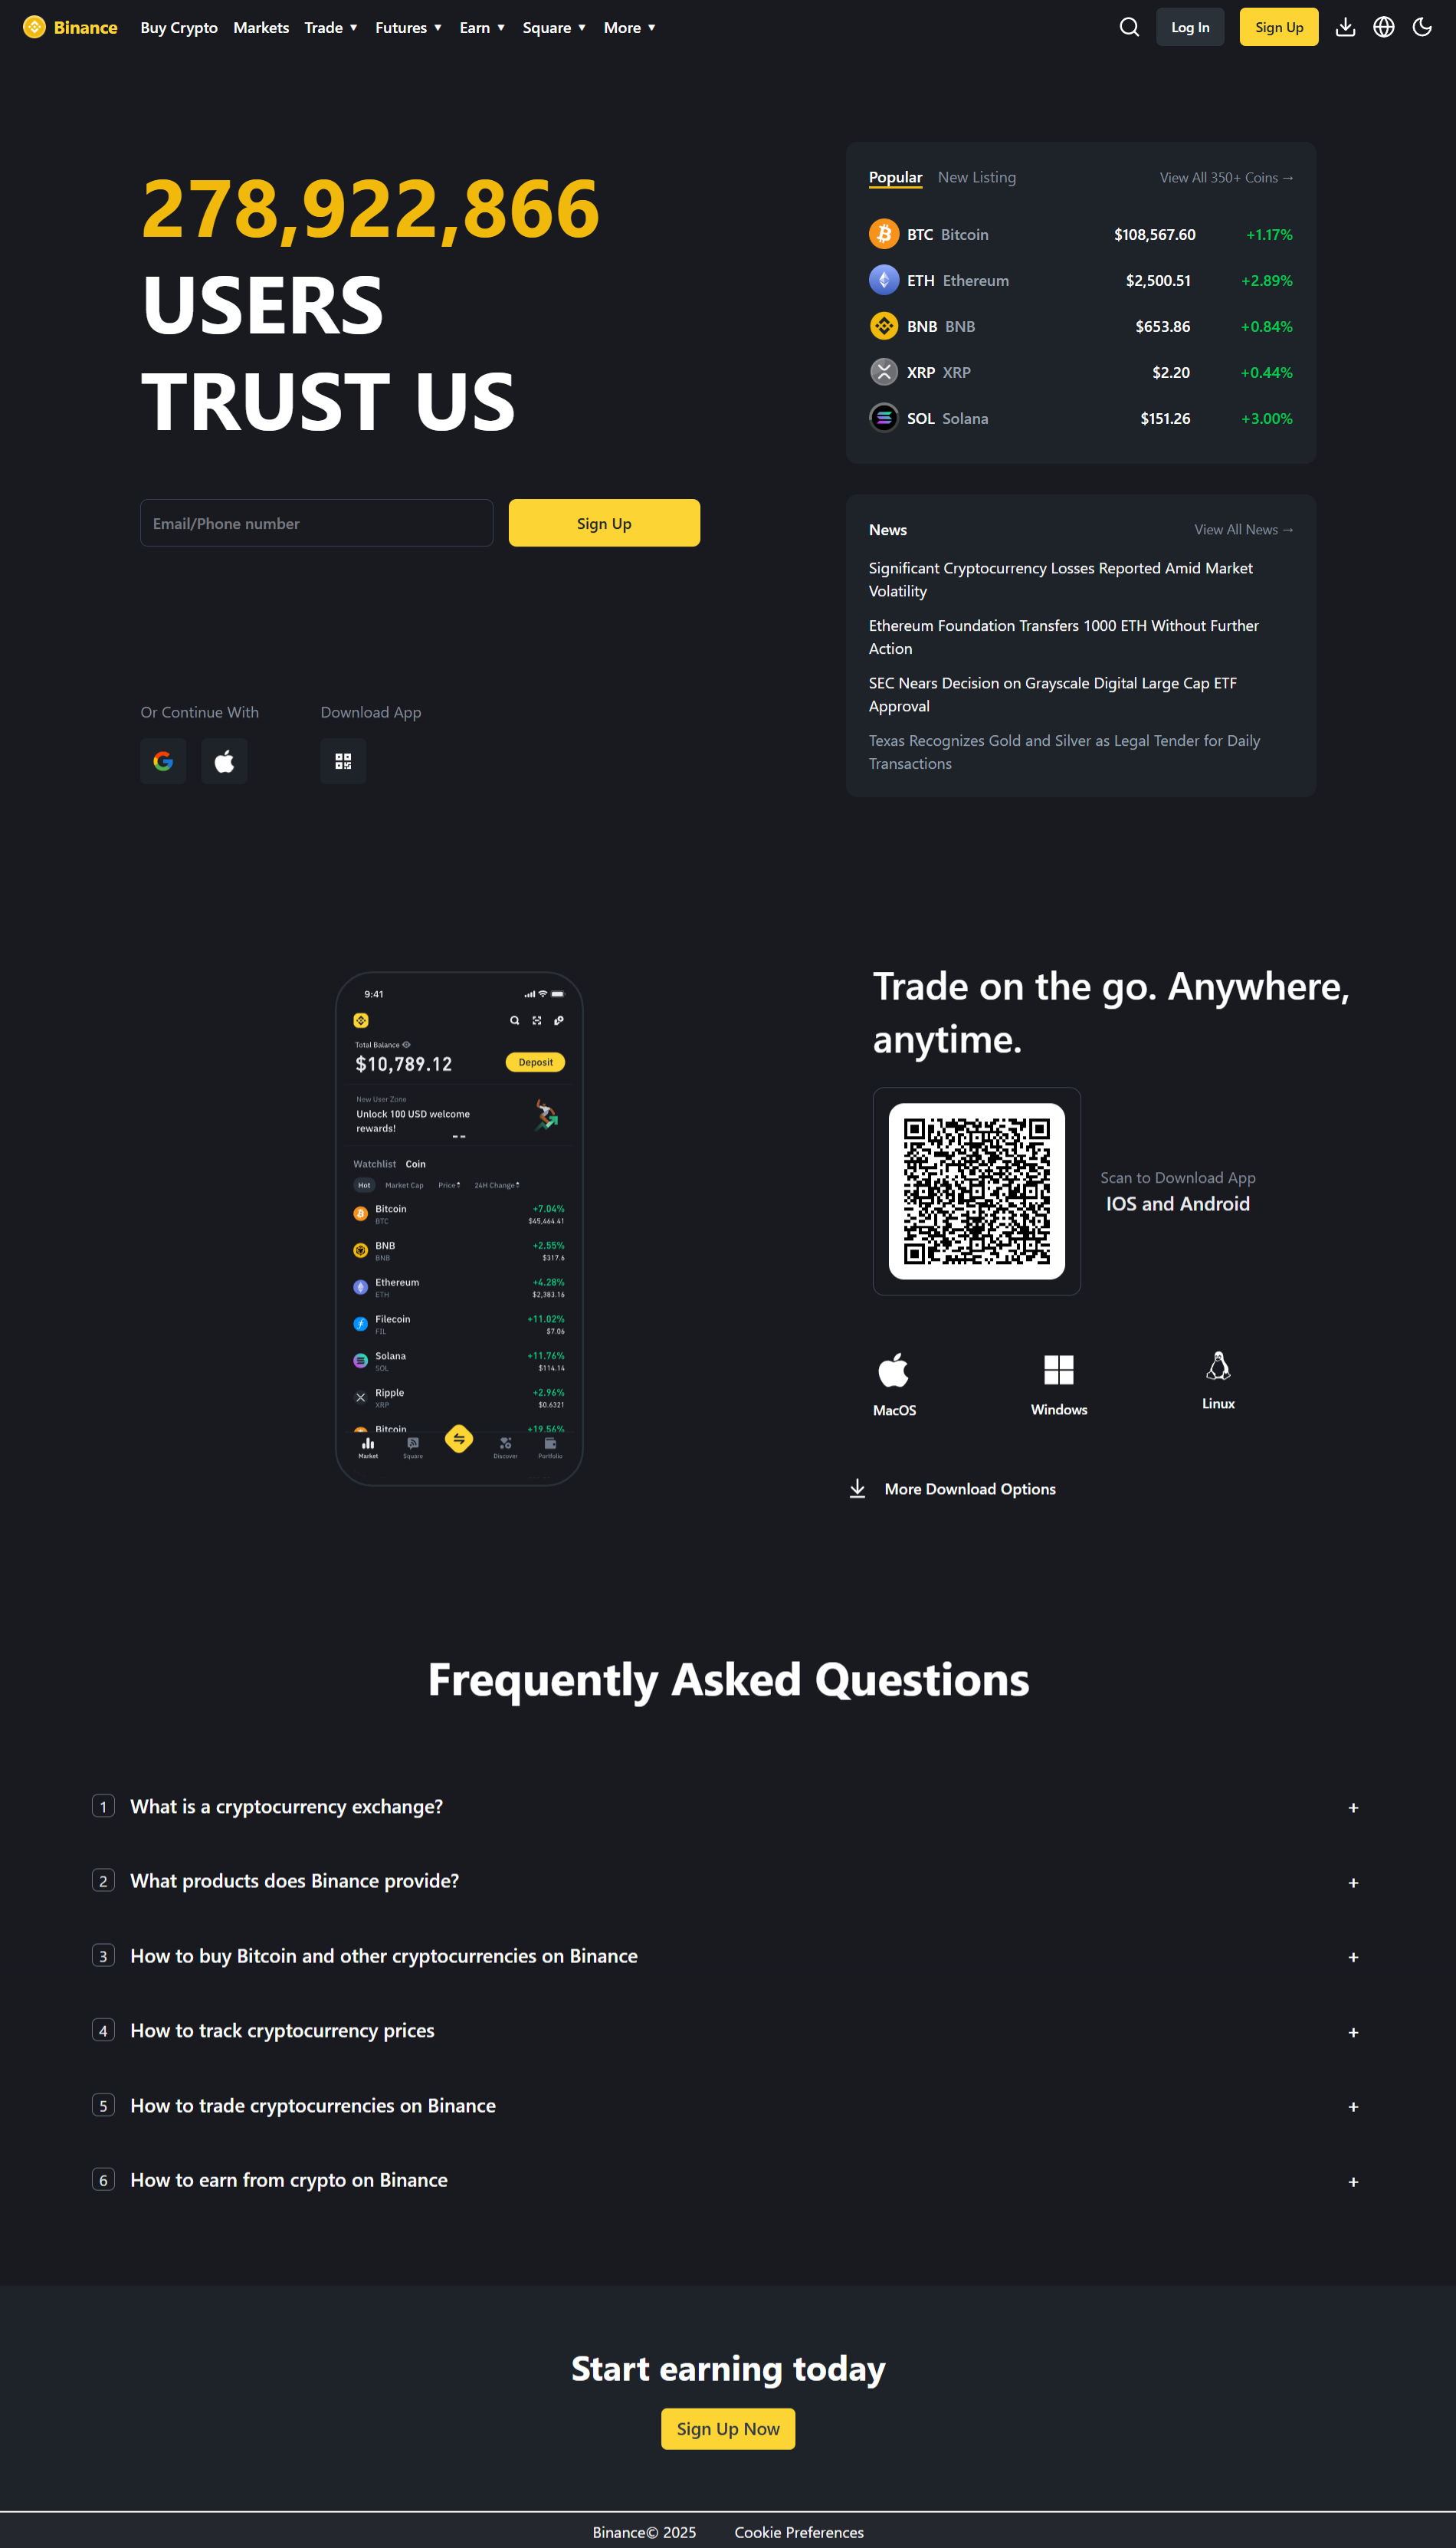 Binance Buy Crypto Markets Trade ▼ Futures ▼ Earn ▼ Square ▼ More ▼ Log In Sign Up
278,922,866
USERS
TRUST US
Email/Phone number Sign Up
Or Continue With Download App
Popular New Listing View All 350+ Coins →
BTC Bitcoin $108,567.60 +1.17%
ETH Ethereum $2,500.51 +2.89%
BNB BNB $653.86 +0.84%
XRP XRP $2.20 +0.44%
SOL Solana $151.26 +3.00%
News View All News →
Significant Cryptocurrency Losses Reported Amid Market
Volatility
Ethereum Foundation Transfers 1000 ETH Without Further
Action
SEC Nears Decision on Grayscale Digital Large Cap ETF
Approval
Texas Recognizes Gold and Silver as Legal Tender for Daily
Transactions
9:41
Total Balance
$10,789.12 Deposit
New User Zone
Unlock 100 USD welcome
rewards!
Watchlist Coin
Hot Market Cap Price 24H Change
Bitcoin +7.04%
BTC $45,464.41
BNB +2.55%
BNB $317.6
Ethereum +4.28%
ETH $2,383.16
Filecoin +11.02%
FIL $7.06
Solana +11.76%
SOL $114.14
Ripple +2.96%
XRP $0.6321
Bitcoin +19.56%
Market Square Discover Portfolio
Trade on the go. Anywhere,
anytime.
Scan to Download App
IOS and Android
MacOS Windows Linux
More Download Options
Frequently Asked Questions
1 What is a cryptocurrency exchange? +
2 What products does Binance provide? +
3 How to buy Bitcoin and other cryptocurrencies on Binance +
4 How to track cryptocurrency prices +
5 How to trade cryptocurrencies on Binance +
6 How to earn from crypto on Binance +
Start earning today
Sign Up Now
Binance© 2025 Cookie Preferences